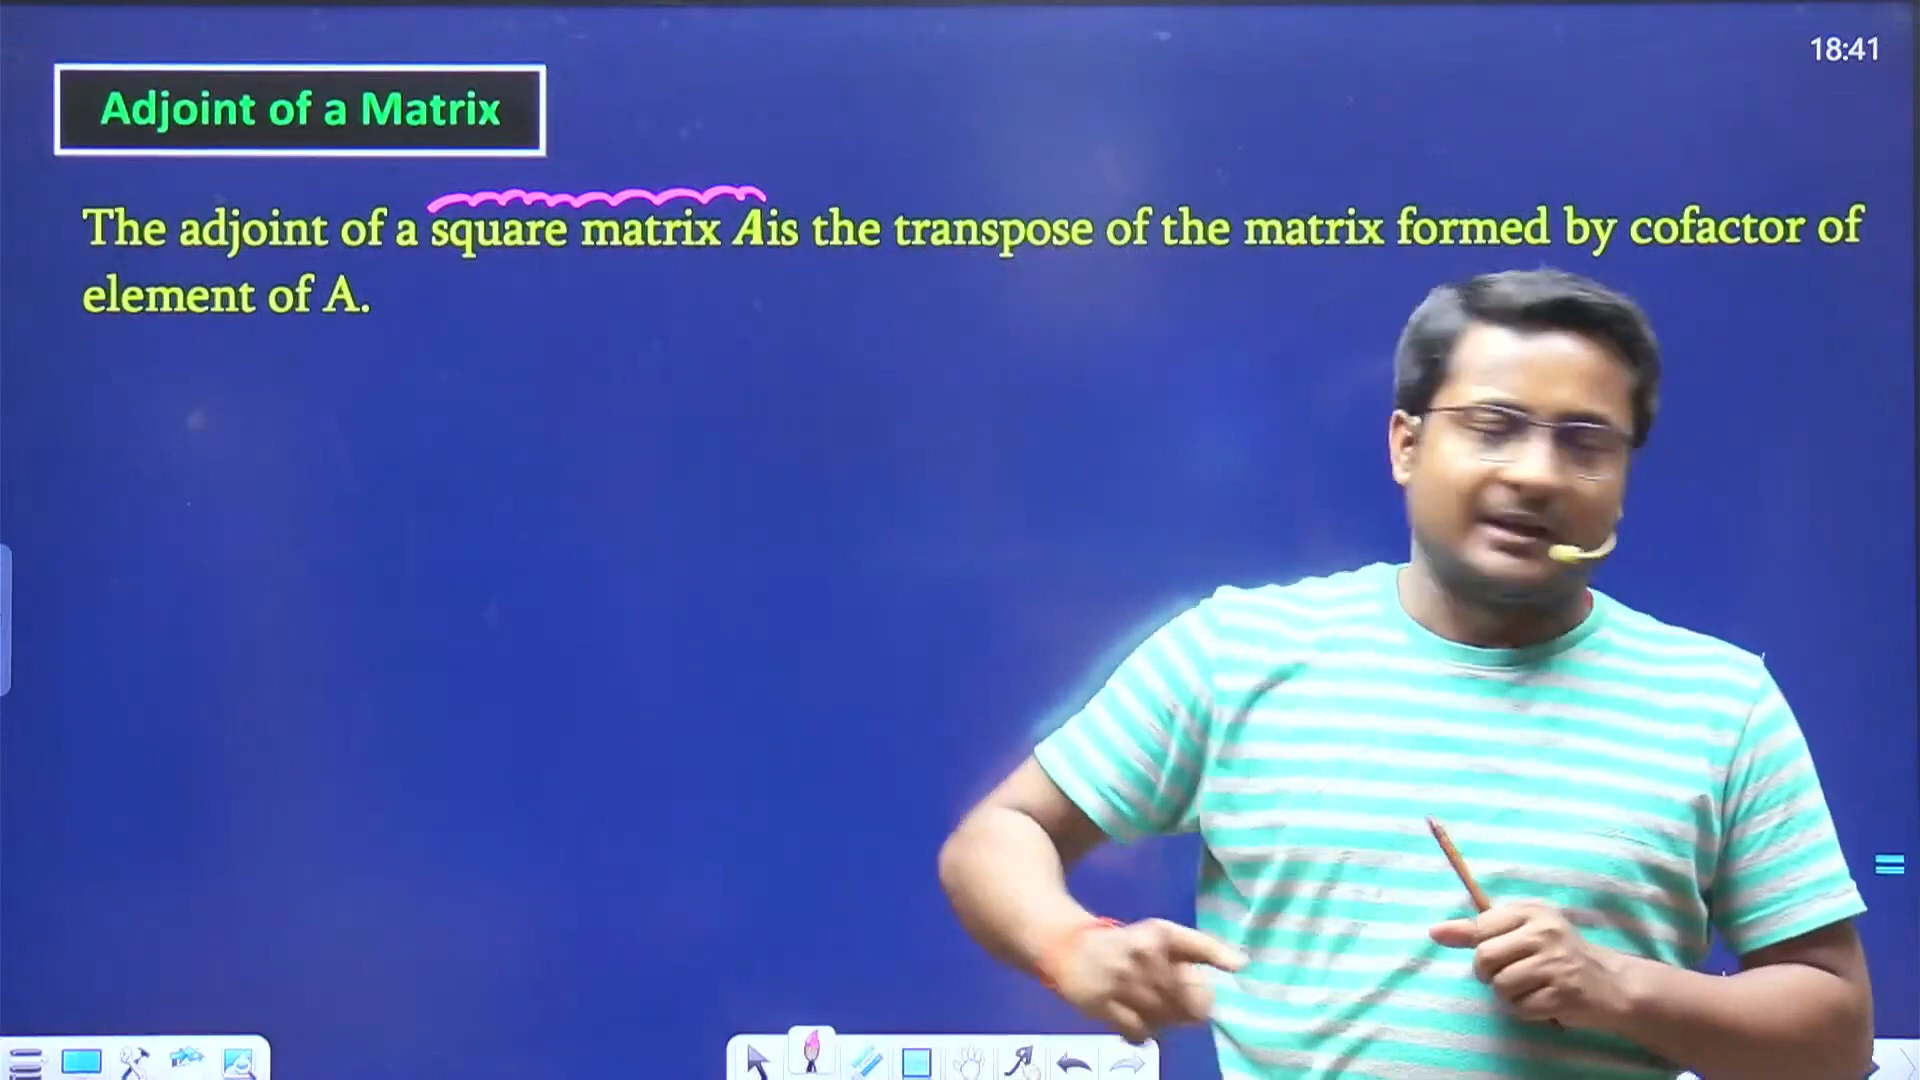 18:41
Adjoint of a Matrix
The adjoint of a square matrix A is the transpose of the matrix formed by cofactor of
element of A.